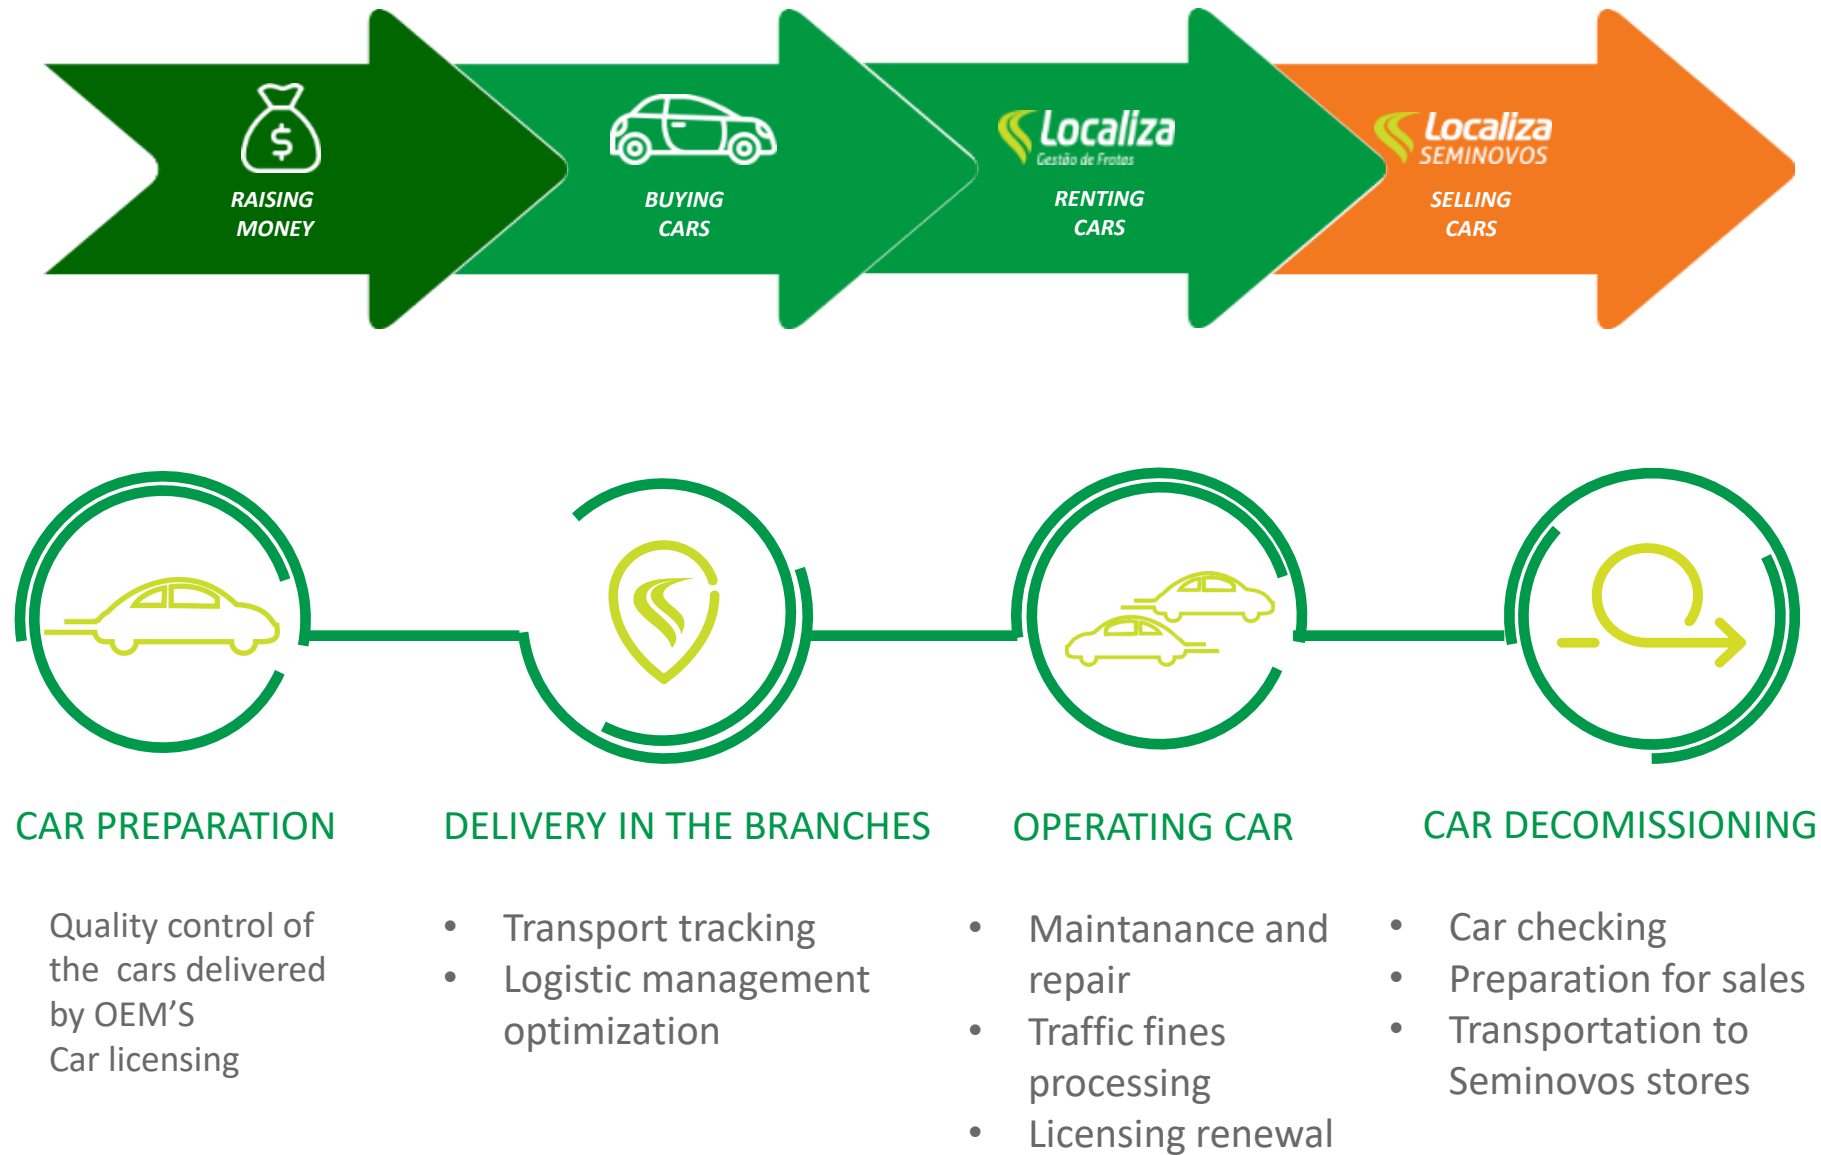 $
RAISING
MONEY
BUYING
CARS
Localiza
Gestão de Frotas
RENTING
CARS
Localiza
SEMINOVOS
SELLING
CARS
CAR PREPARATION
Quality control of
the cars delivered
by OEM’S
Car licensing
DELIVERY IN THE BRANCHES
• Transport tracking
• Logistic management
optimization
OPERATING CAR
• Maintanance and
repair
• Traffic fines
processing
• Licensing renewal
CAR DECOMISSIONING
• Car checking
• Preparation for sales
• Transportation to
Seminovos stores